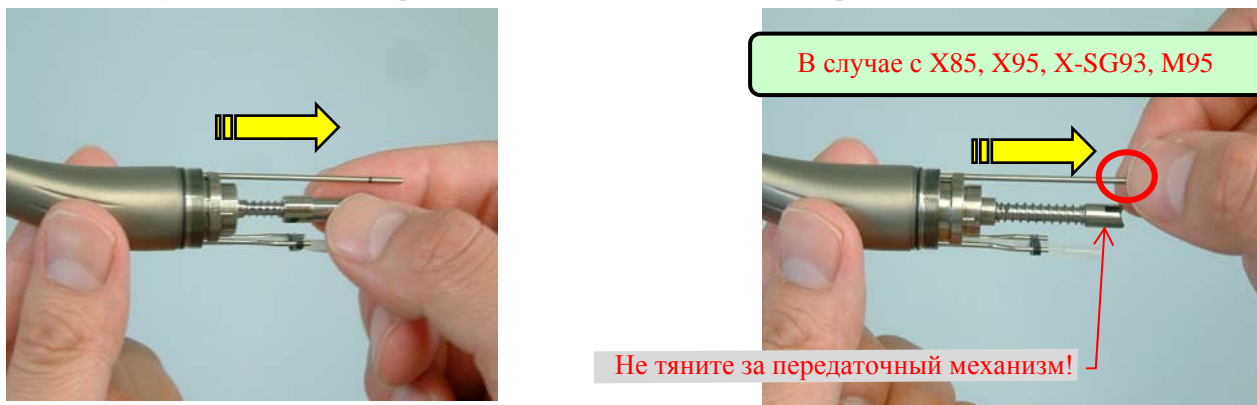 В случае с X85, X95, X-SG93, M95
Не тяните за передаточный механизм!